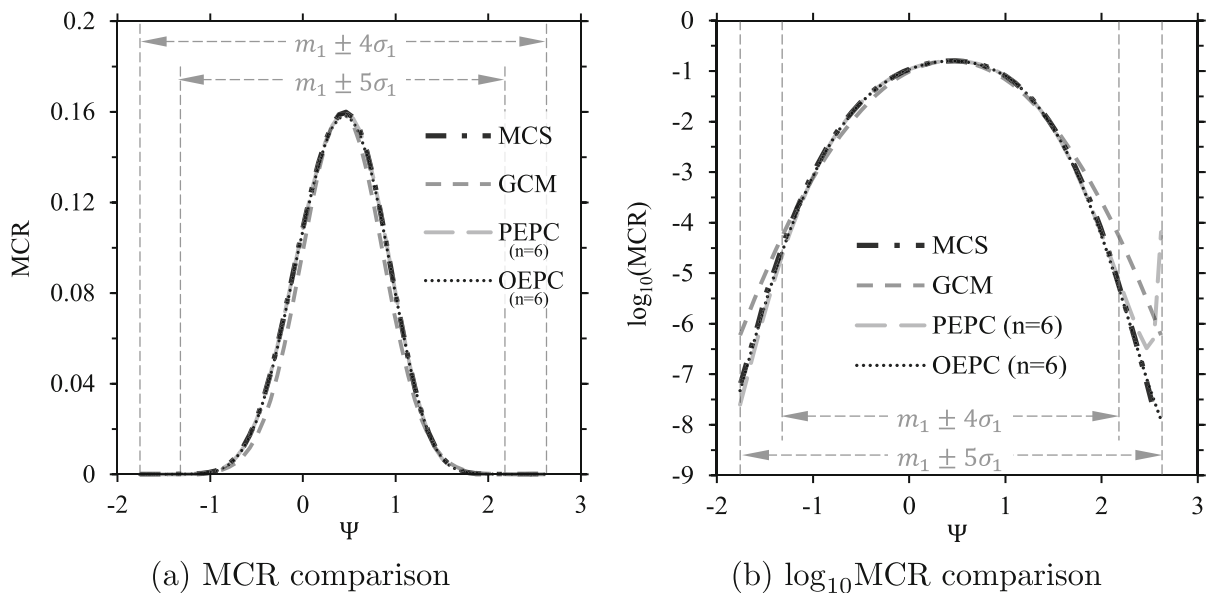 0.2
0.16
0.12
0.08
0.04
0
MCR
m₁ ± 4σ₁
m₁ ± 5σ₁
MCS
GCM
PEPC
(n=6)
OEPC
(n=6)
-2 -1 0 1 2 3
Ψ
(a) MCR comparison
0
-1
-2
-3
-4
-5
-6
-7
-8
-9
log₁₀(MCR)
MCS
GCM
PEPC (n=6)
OEPC (n=6)
m₁ ± 4σ₁
m₁ ± 5σ₁
-2 -1 0 1 2 3
Ψ
(b) log₁₀MCR comparison